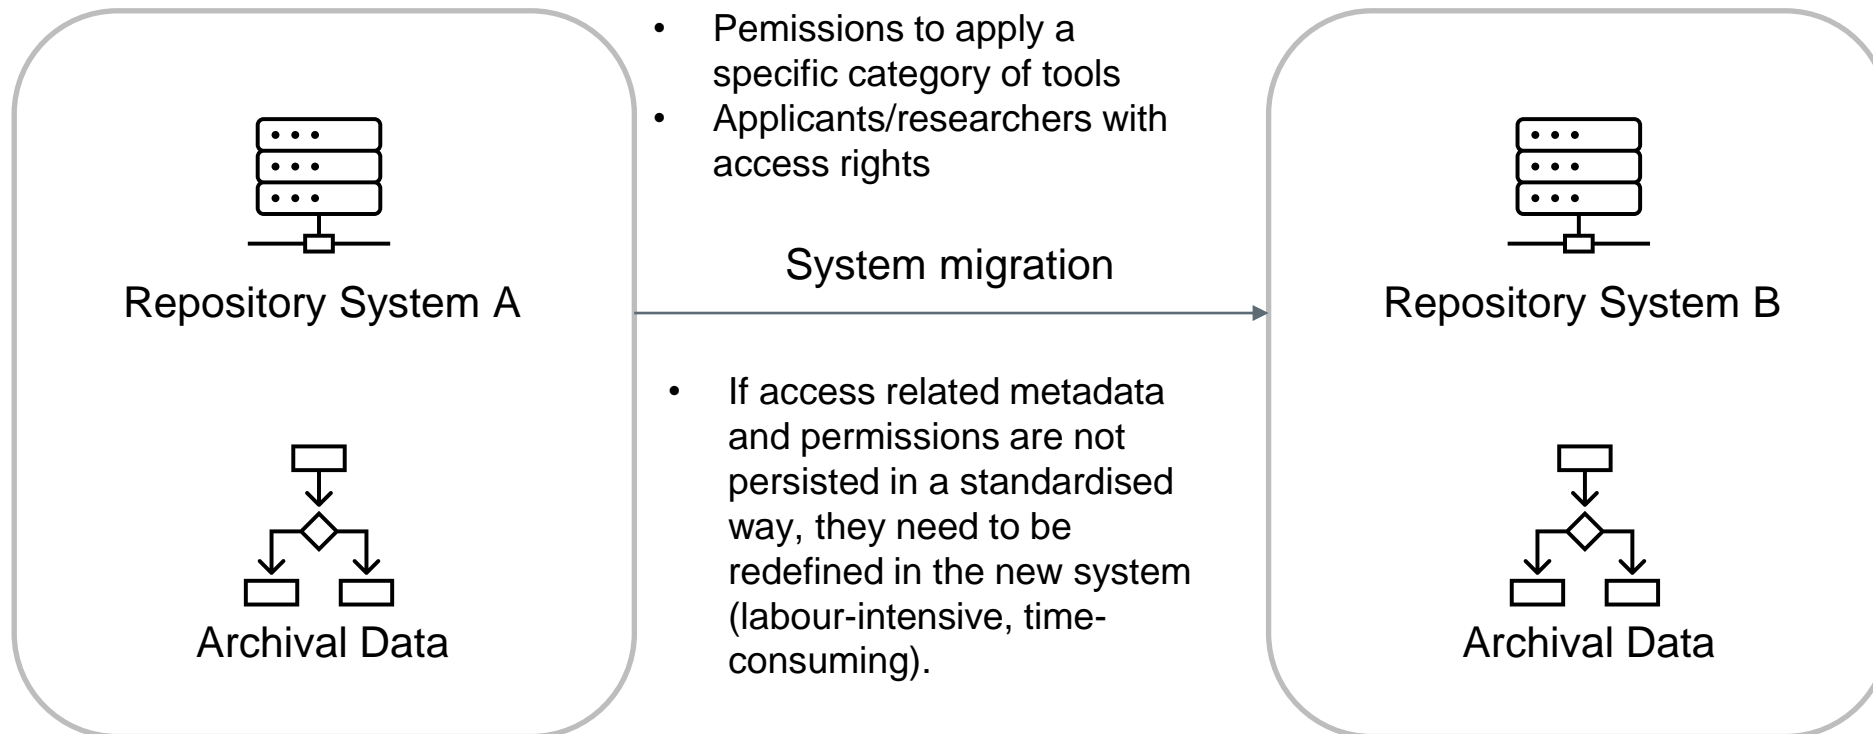 • Pemissions to apply a
specific category of tools
• Applicants/researchers with
access rights
System migration
Repository System A
Repository System B
• If access related metadata
and permissions are not
persisted in a standardised
way, they need to be
redefined in the new system
(labour-intensive, time-
consuming).
Archival Data
Archival Data